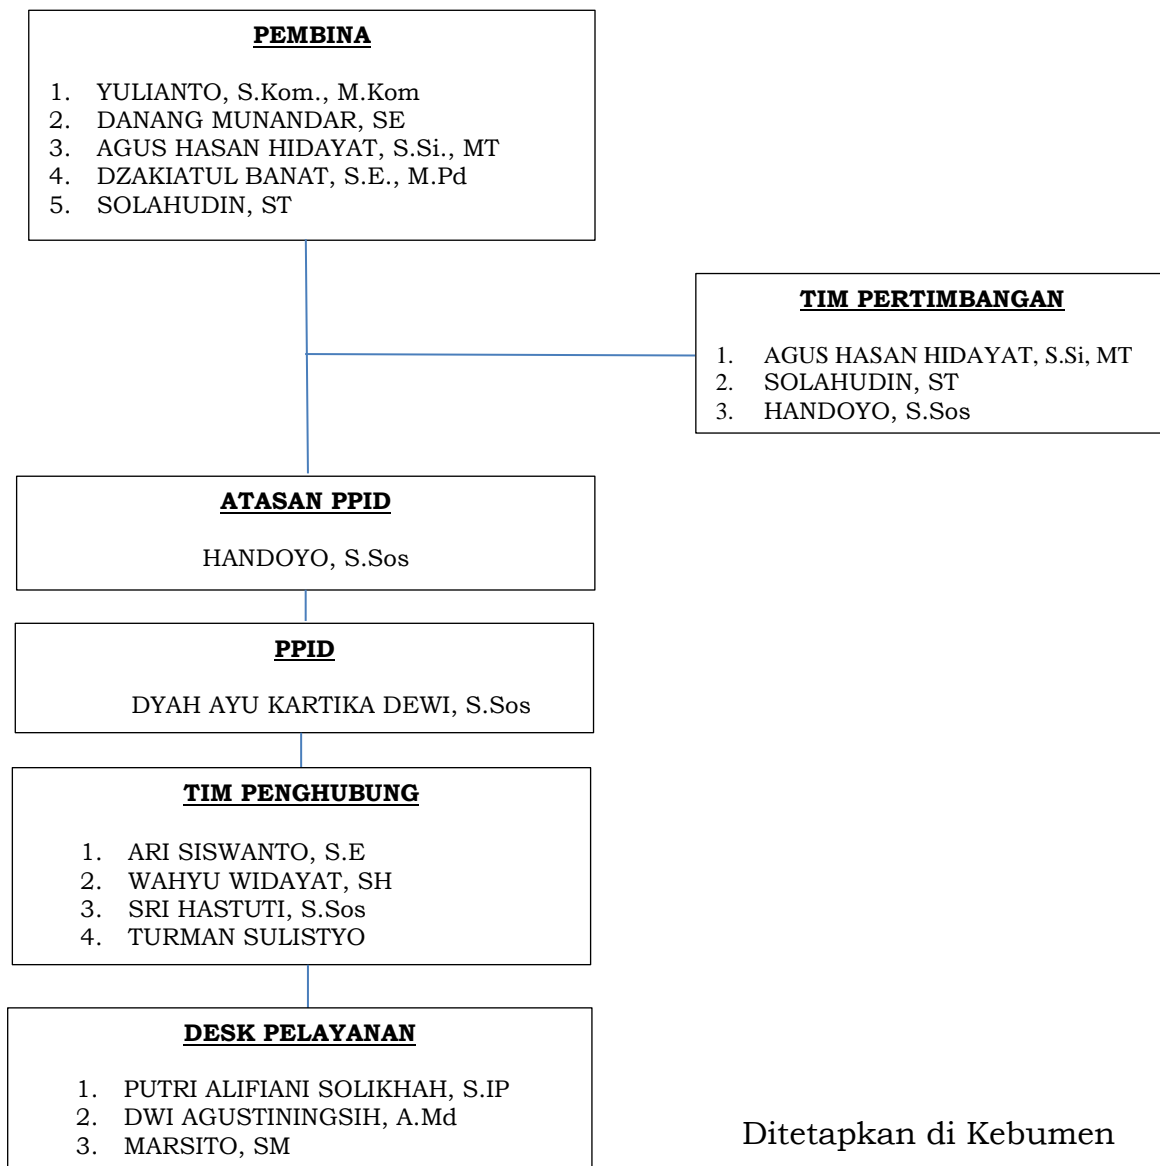 PEMBINA
1. YULIANTO, S.Kom., M.Kom
2. DANANG MUNANDAR, SE
3. AGUS HASAN HIDAYAT, S.Si., MT
4. DZAKIATUL BANAT, S.E., M.Pd
5. SOLAHUDIN, ST
TIM PERTIMBANGAN
1. AGUS HASAN HIDAYAT, S.Si, MT
2. SOLAHUDIN, ST
3. HANDOYO, S.Sos
ATASAN PPID
HANDOYO, S.Sos
PPID
DYAH AYU KARTIKA DEWI, S.Sos
TIM PENGHUBUNG
1. ARI SISWANTO, S.E
2. WAHYU WIDAYAT, SH
3. SRI HASTUTI, S.Sos
4. TURMAN SULISTYO
DESK PELAYANAN
1. PUTRI ALIFIANI SOLIKHAH, S.IP
2. DWI AGUSTININGSIH, A.Md
3. MARSITO, SM
Ditetapkan di Kebumen